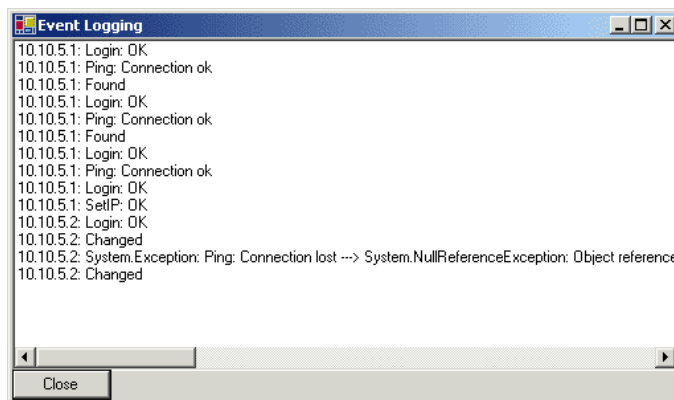 Event Logging
10.10.5.1: Login: OK
10.10.5.1: Ping: Connection ok
10.10.5.1: Found
10.10.5.1: Login: OK
10.10.5.1: Ping: Connection ok
10.10.5.1: Found
10.10.5.1: Login: OK
10.10.5.1: Ping: Connection ok
10.10.5.1: Login: OK
10.10.5.1: SetIP: OK
10.10.5.2: Login: OK
10.10.5.2: Changed
10.10.5.2: System.Exception: Ping: Connection lost ---> System.NullReferenceException: Object reference
10.10.5.2: Changed
Close